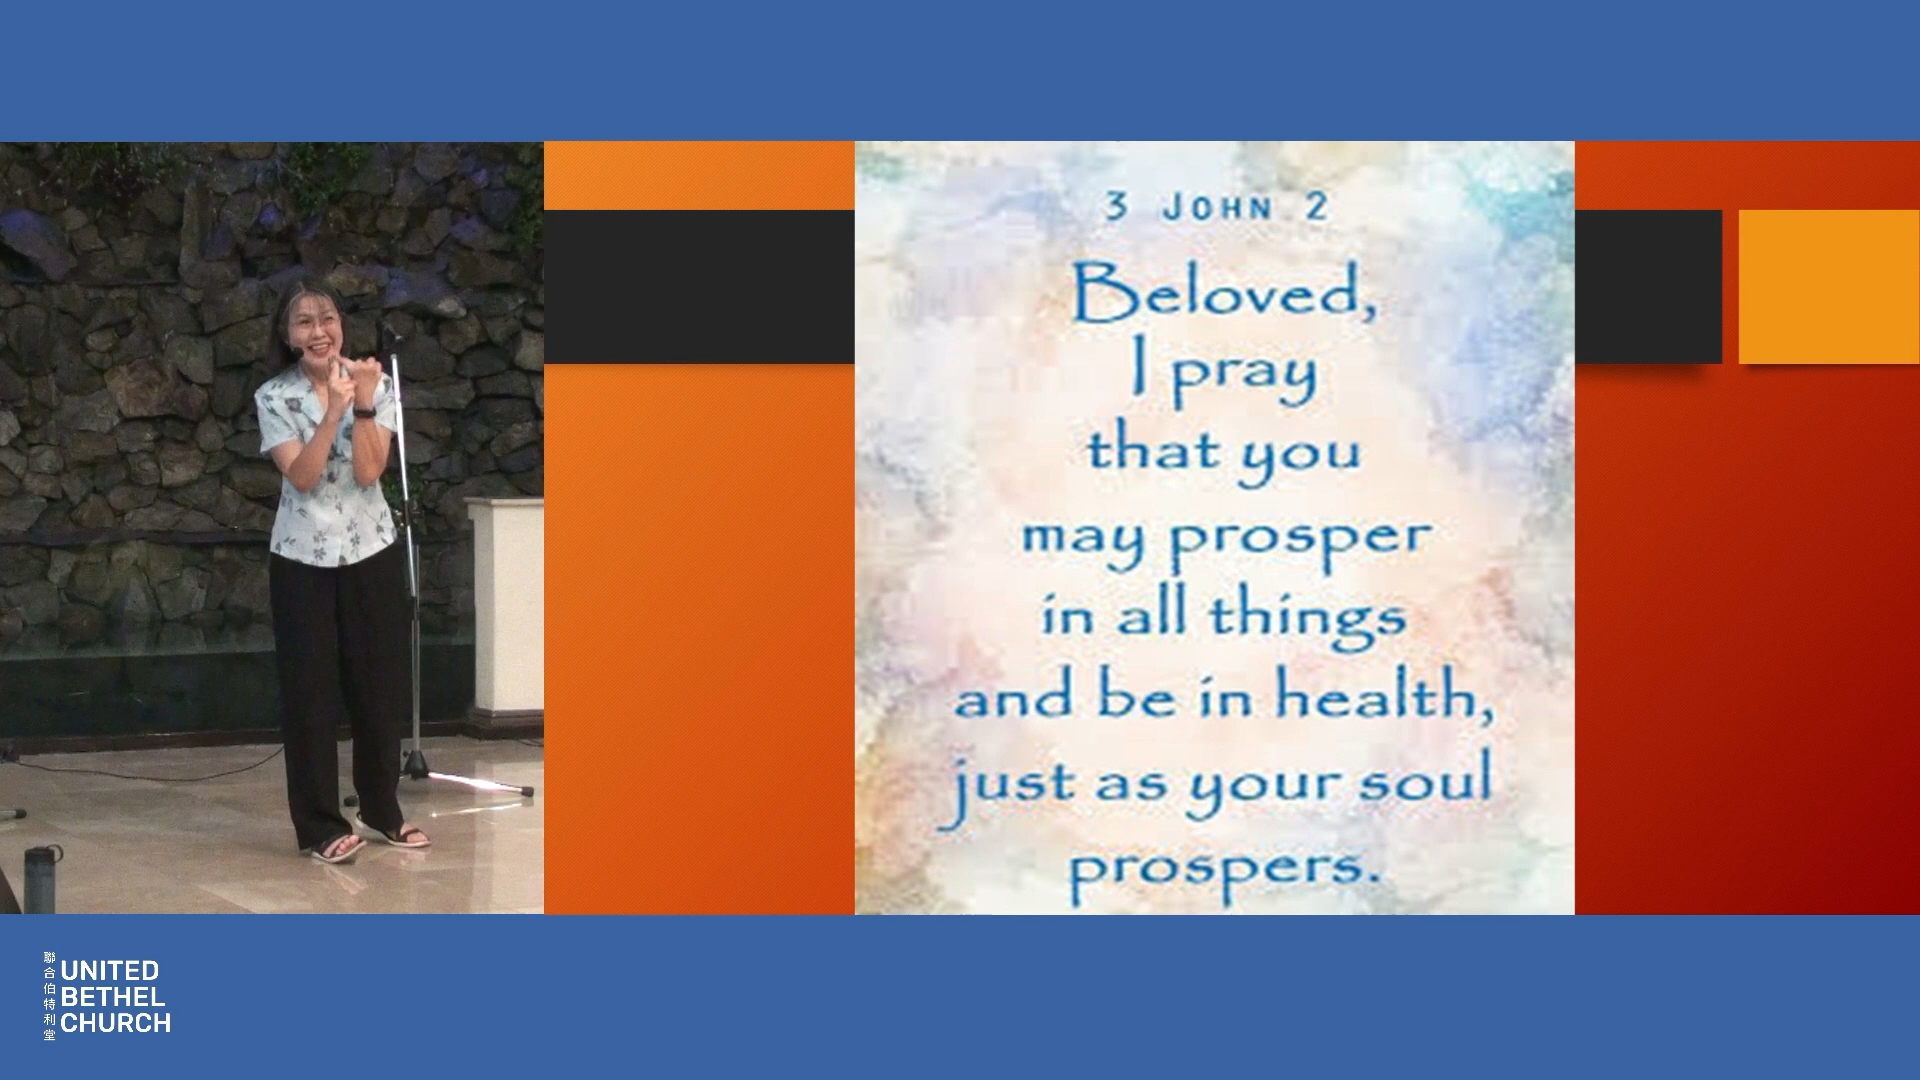 3 JOHN 2
Beloved,
I pray
that you
may prosper
in all things
and be in health,
just as your soul
prospers.
聯合伯特利堂
UNITED
BETHEL
CHURCH